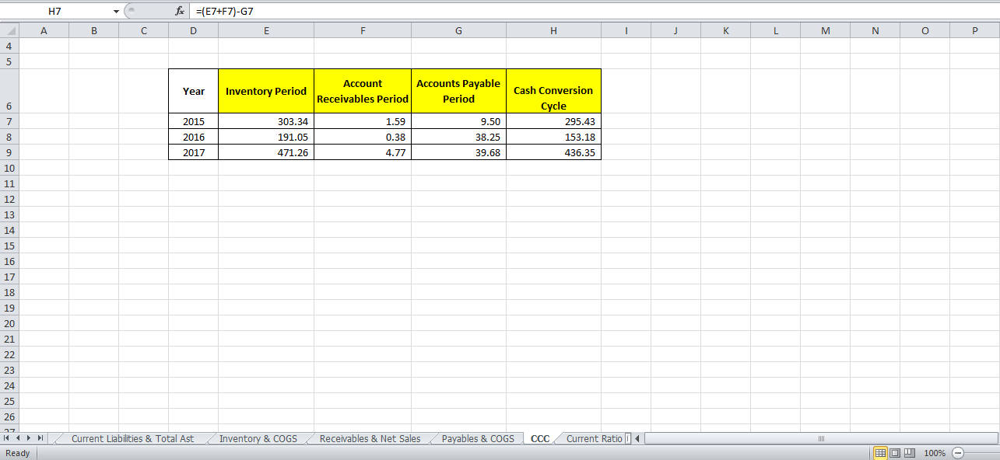 H7 fx =(E7+F7)-G7
A B C D E F G H I J K L M N O P
4
5
6 Year Inventory Period Account Receivables Period Accounts Payable Period Cash Conversion Cycle
7 2015 303.34 1.59 9.50 295.43
8 2016 191.05 0.38 38.25 153.18
9 2017 471.26 4.77 39.68 436.35
10
11
12
13
14
15
16
17
18
19
20
21
22
23
24
25
26
27
Current Liabilities & Total Ast Inventory & COGS Receivables & Net Sales Payables & COGS CCC Current Ratio
Ready 100%